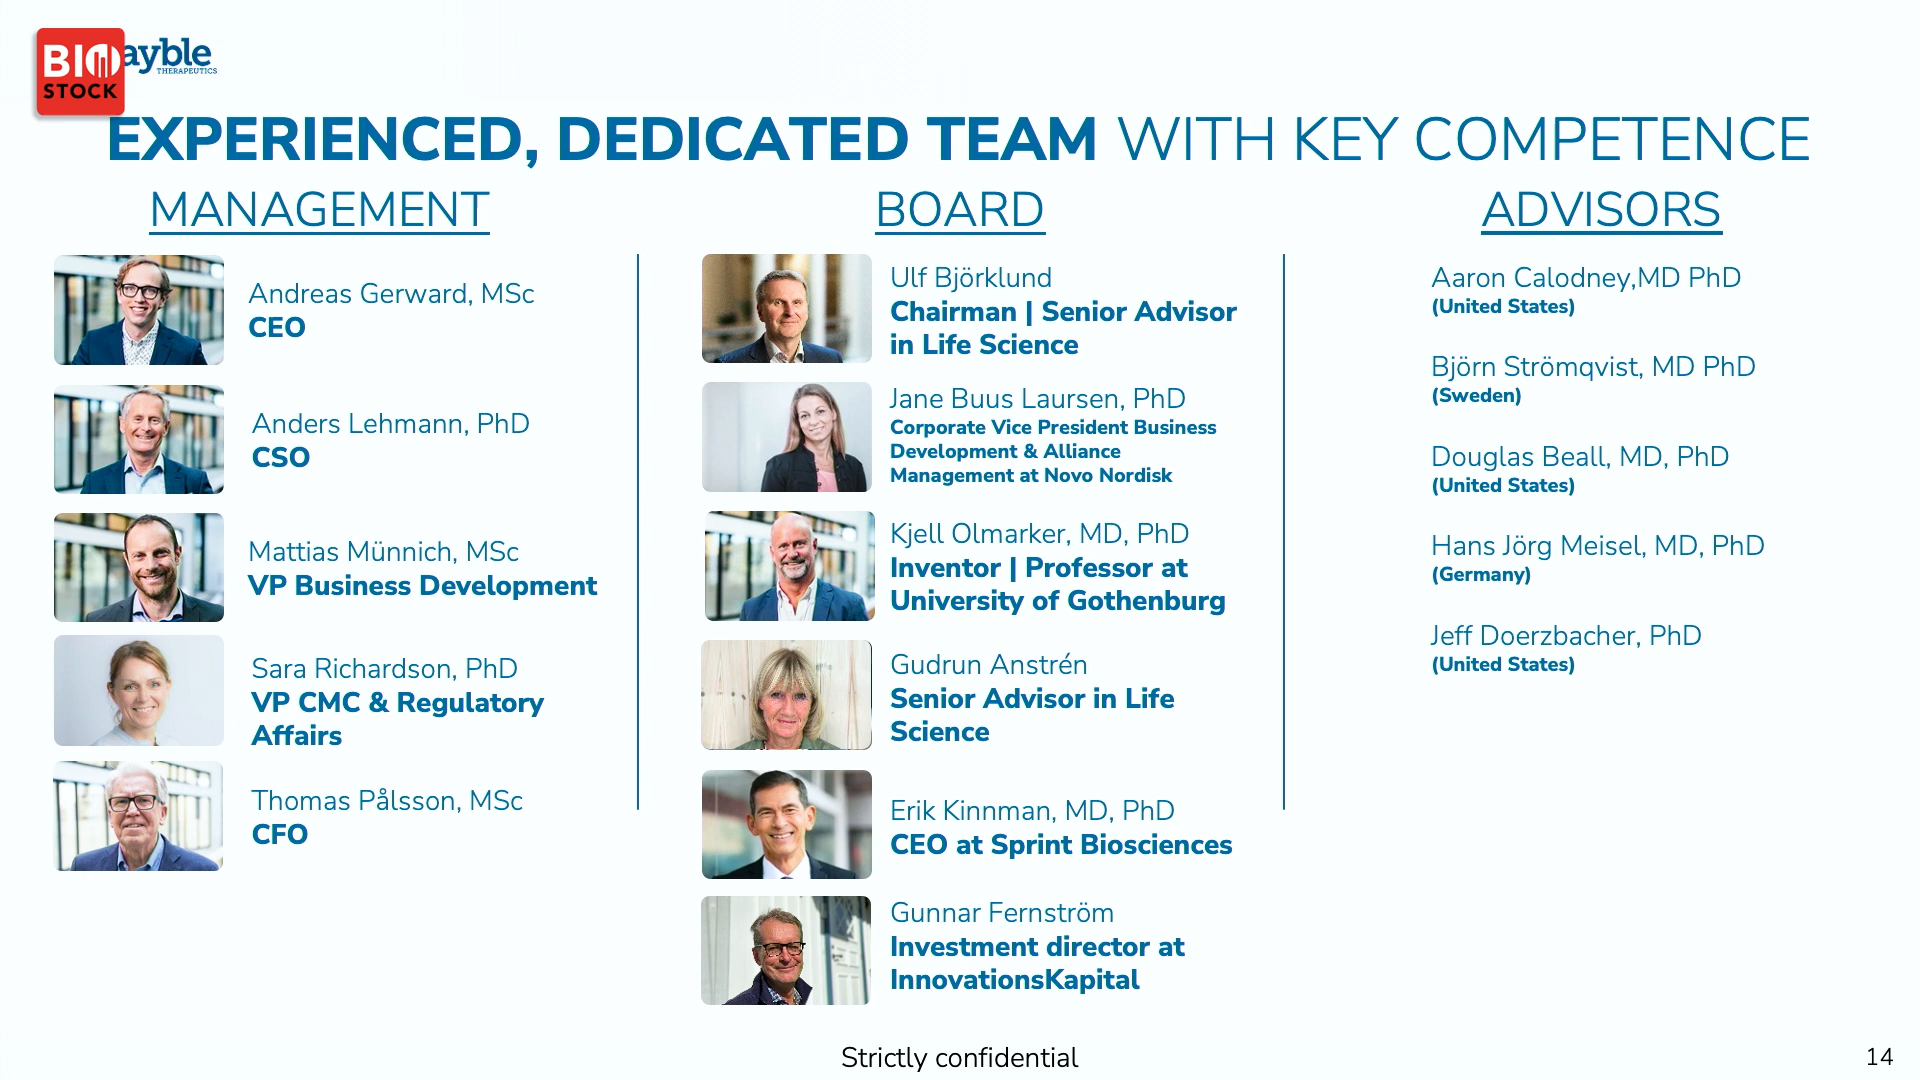 BIO
STOCK
ayble
THERAPEUTICS
EXPERIENCED, DEDICATED TEAM WITH KEY COMPETENCE
MANAGEMENT
Andreas Gerward, MSc
CEO
Anders Lehmann, PhD
CSO
Mattias Münnich, MSc
VP Business Development
Sara Richardson, PhD
VP CMC & Regulatory
Affairs
Thomas Pålsson, MSc
CFO
BOARD
Ulf Björklund
Chairman | Senior Advisor
in Life Science
Jane Buus Laursen, PhD
Corporate Vice President Business
Development & Alliance
Management at Novo Nordisk
Kjell Olmarker, MD, PhD
Inventor | Professor at
University of Gothenburg
Gudrun Anstrén
Senior Advisor in Life
Science
Erik Kinnman, MD, PhD
CEO at Sprint Biosciences
Gunnar Fernström
Investment director at
InnovationsKapital
ADVISORS
Aaron Calodney,MD PhD
(United States)
Björn Strömqvist, MD PhD
(Sweden)
Douglas Beall, MD, PhD
(United States)
Hans Jörg Meisel, MD, PhD
(Germany)
Jeff Doerzbacher, PhD
(United States)
Strictly confidential
14